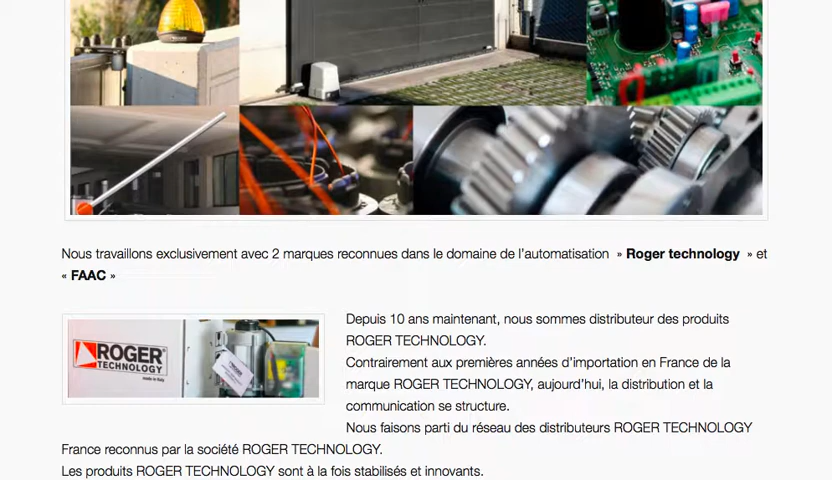 Nous travaillons exclusivement avec 2 marques reconnues dans le domaine de l'automatisation » Roger technology » et
« FAAC »
ROGER
TECHNOLOGY
made in Italy
Depuis 10 ans maintenant, nous sommes distributeur des produits
ROGER TECHNOLOGY.
Contrairement aux premières années d'importation en France de la
marque ROGER TECHNOLOGY, aujourd'hui, la distribution et la
communication se structure.
Nous faisons parti du réseau des distributeurs ROGER TECHNOLOGY
France reconnus par la société ROGER TECHNOLOGY.
Les produits ROGER TECHNOLOGY sont à la fois stabilisés et innovants.